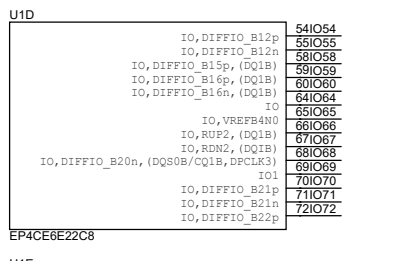 U1D
IO,DIFFIO_B12p 54IO54
IO,DIFFIO_B12n 55IO55
IO,DIFFIO_B15p,(DQ1B) 58IO58
IO,DIFFIO_B16p,(DQ1B) 59IO59
IO,DIFFIO_B16n,(DQ1B) 60IO60
IO 64IO64
IO,VREFB4N0 65IO65
IO,RUP2,(DQ1B) 66IO66
IO,RDN2,(DQIB) 67IO67
IO,DIFFIO_B20n,(DQS0B/CQ1B,DPCLK3) 68IO68
IO1 69IO69
IO,DIFFIO_B21p 70IO70
IO,DIFFIO_B21n 71IO71
IO,DIFFIO_B22p 72IO72
EP4CE6E22C8